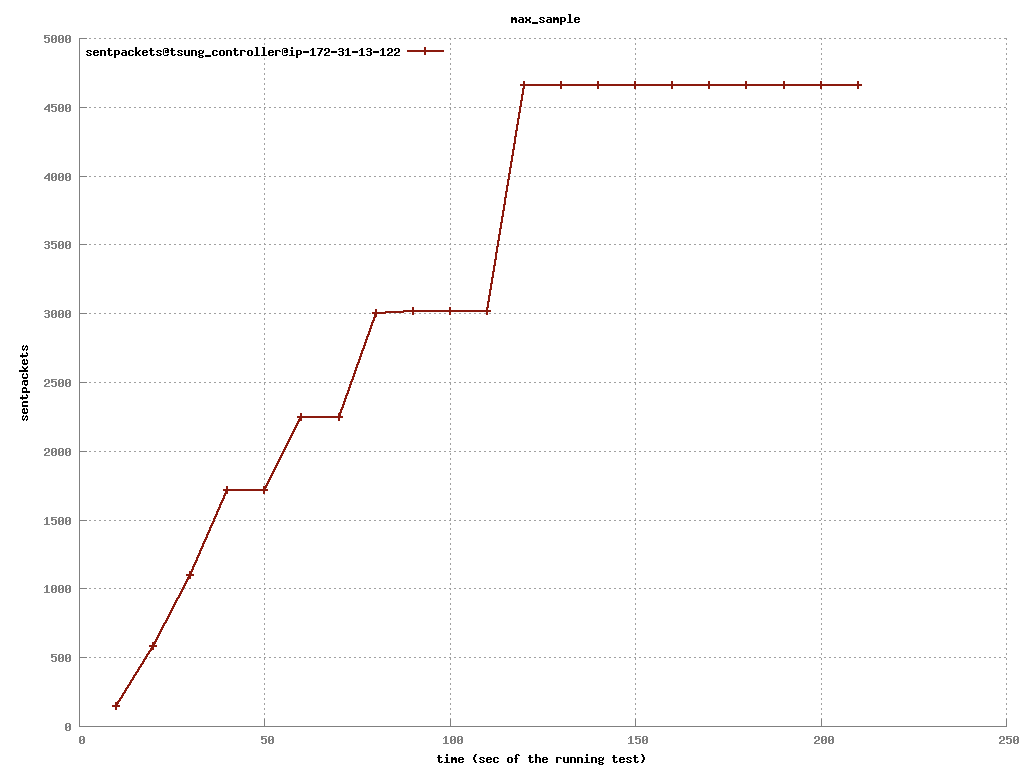 max_sample
sentpackets@tsung_controller@ip-172-31-13-122
5000
4500
4000
3500
3000
2500
2000
1500
1000
500
0
sentpackets
0 50 100 150 200 250
time (sec of the running test)